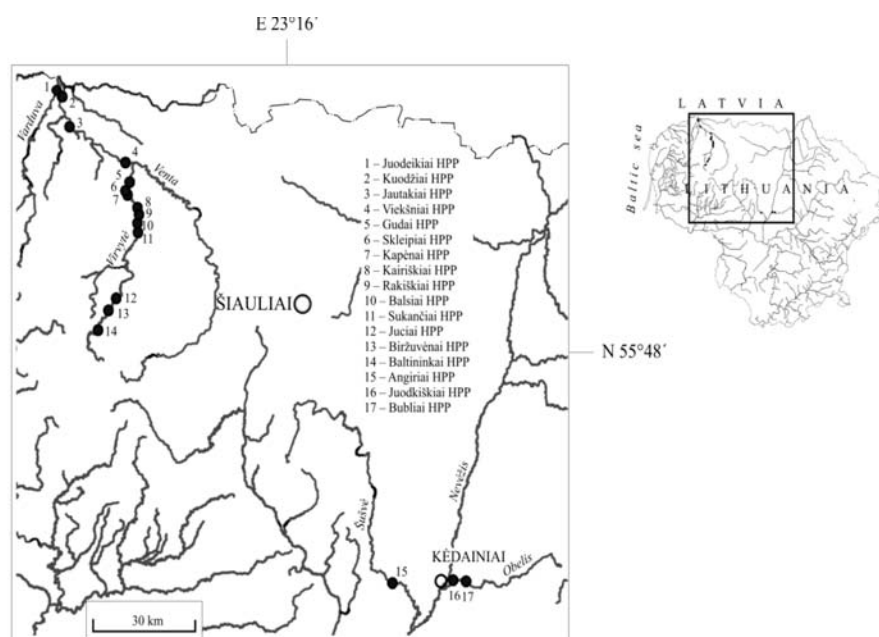 E 23°16´
L A T V I A
Baltic sea
L I T H U A N I A
N 55°48´
1
2
Varduva
3
4
Venta
5
6
7
8
9
10
11
Virvytė
12
13
14
ŠIAULIAI
1 – Juodeikiai HPP
2 – Kuodžiai HPP
3 – Jautakiai HPP
4 – Viekšniai HPP
5 – Gudai HPP
6 – Skleipiai HPP
7 – Kapėnai HPP
8 – Kairiškiai HPP
9 – Rakiškiai HPP
10 – Balsiai HPP
11 – Sukančiai HPP
12 – Juciai HPP
13 – Biržuvėnai HPP
14 – Baltininkai HPP
15 – Angiriai HPP
16 – Juodkiškiai HPP
17 – Bubliai HPP
Nevėžis
Šušvė
KĖDAINIAI
Obelis
15
16
17
30 km